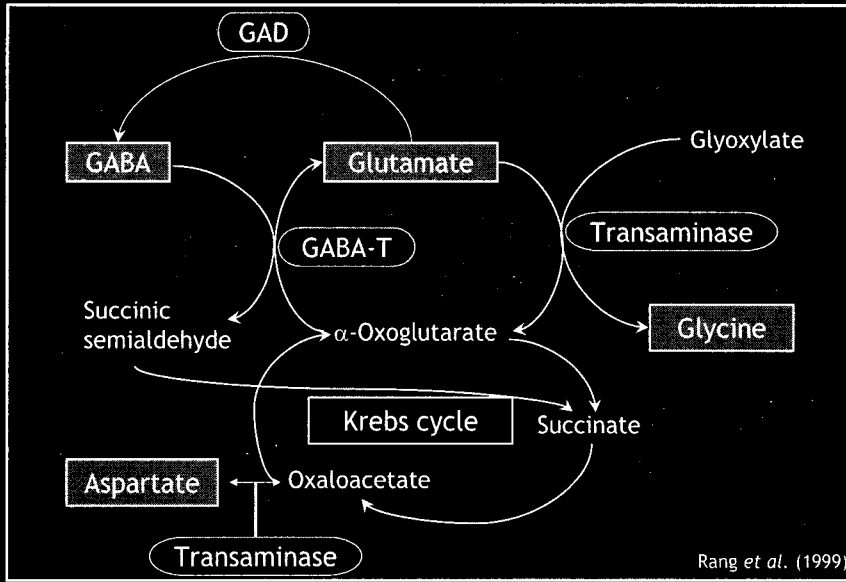 GAD
GABA
Glutamate
Glyoxylate
GABA-T
Transaminase
Succinic
semialdehyde
α-Oxoglutarate
Glycine
Krebs cycle
Succinate
Aspartate
Oxaloacetate
Transaminase
Rang et al. (1999)